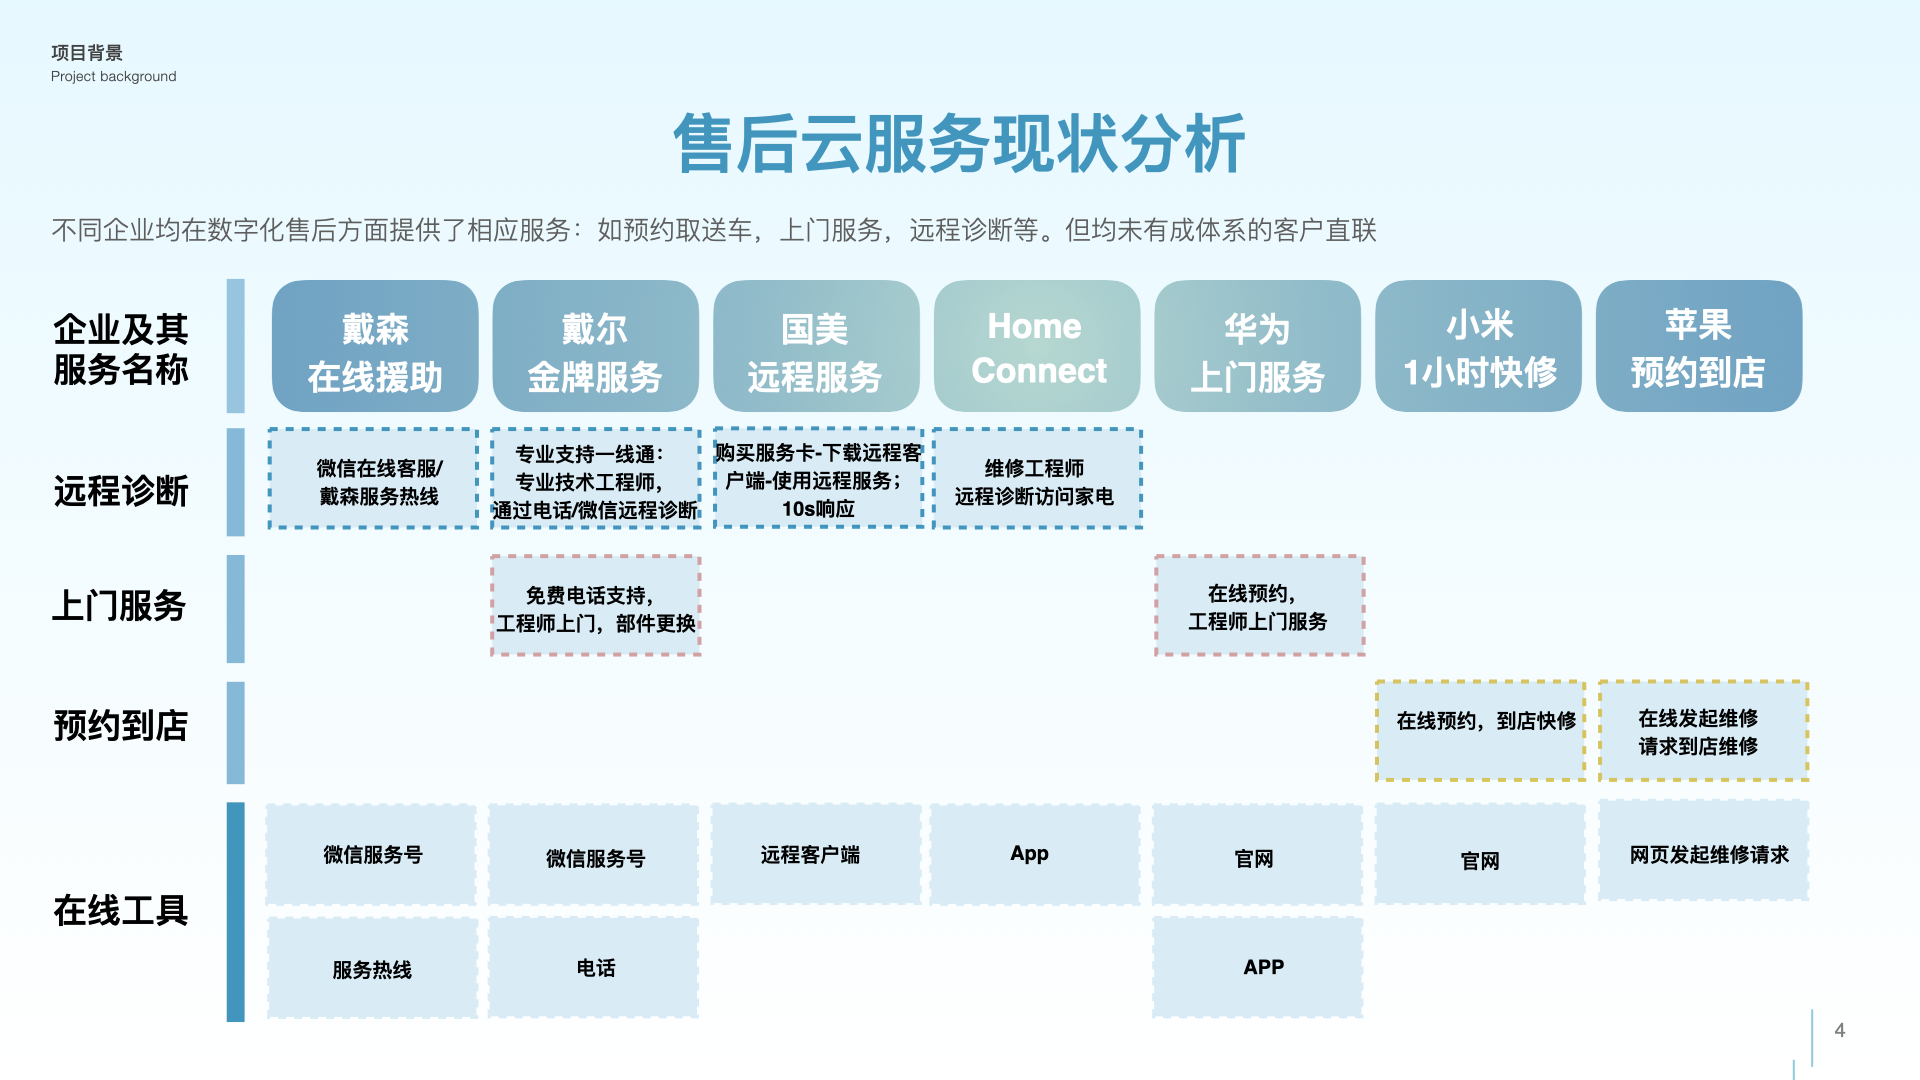 项目背景
Project background
售后云服务现状分析
不同企业均在数字化售后方面提供了相应服务：如预约取送车，上门服务，远程诊断等。但均未有成体系的客户直联
企业及其
服务名称
戴森
在线援助
戴尔
金牌服务
国美
远程服务
Home
Connect
华为
上门服务
小米
1小时快修
苹果
预约到店
远程诊断
微信在线客服/
戴森服务热线
专业支持一线通：
专业技术工程师，
通过电话/微信远程诊断
购买服务卡-下载远程客
户端-使用远程服务；
10s响应
维修工程师
远程诊断访问家电
上门服务
免费电话支持，
工程师上门，部件更换
在线预约，
工程师上门服务
预约到店
在线预约，到店快修
在线发起维修
请求到店维修
在线工具
微信服务号
微信服务号
远程客户端
App
官网
官网
网页发起维修请求
服务热线
电话
APP
4